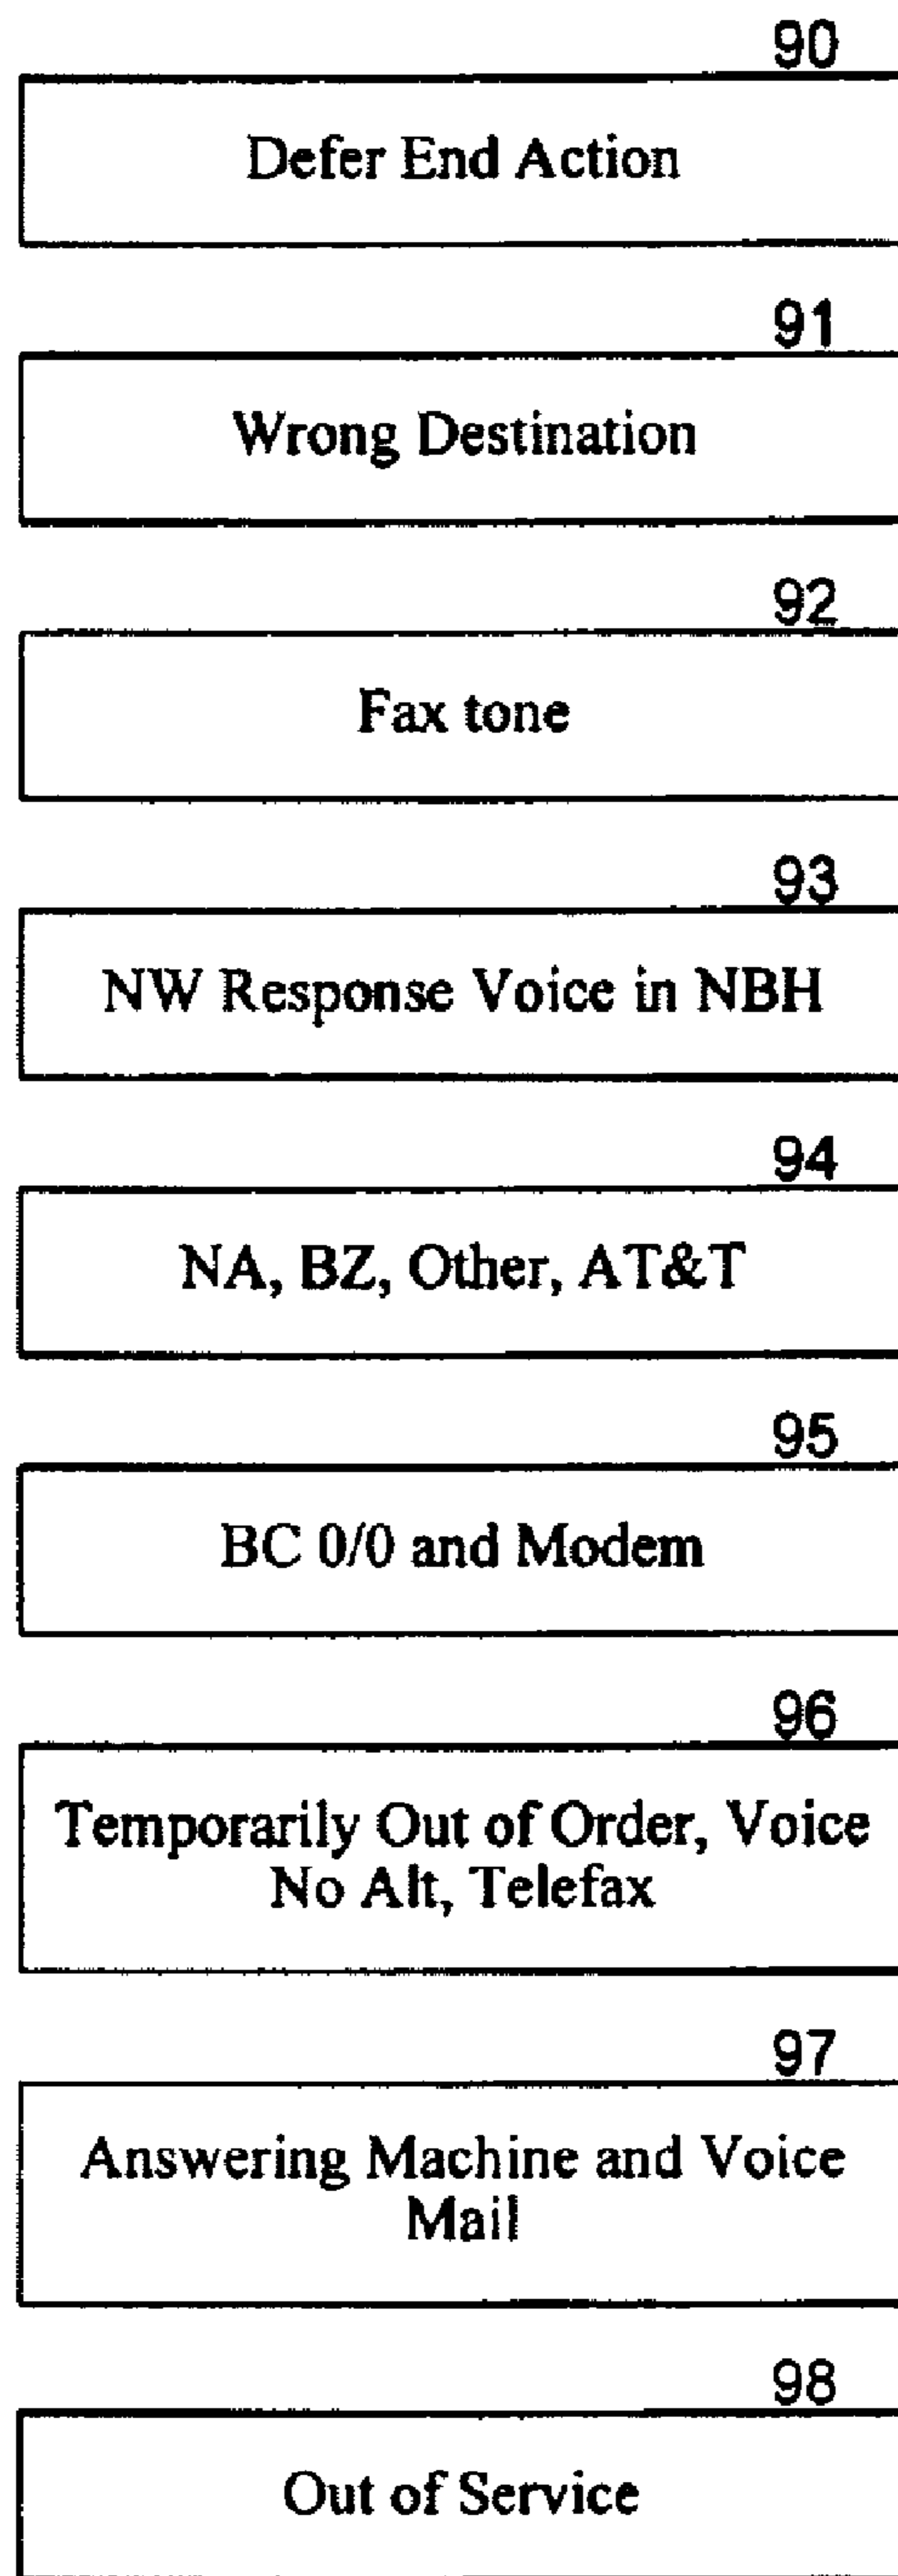 90
Defer End Action
91
Wrong Destination
92
Fax tone
93
NW Response Voice in NBH
94
NA, BZ, Other, AT&T
95
BC 0/0 and Modem
96
Temporarily Out of Order, Voice
No Alt, Telefax
97
Answering Machine and Voice
Mail
98
Out of Service